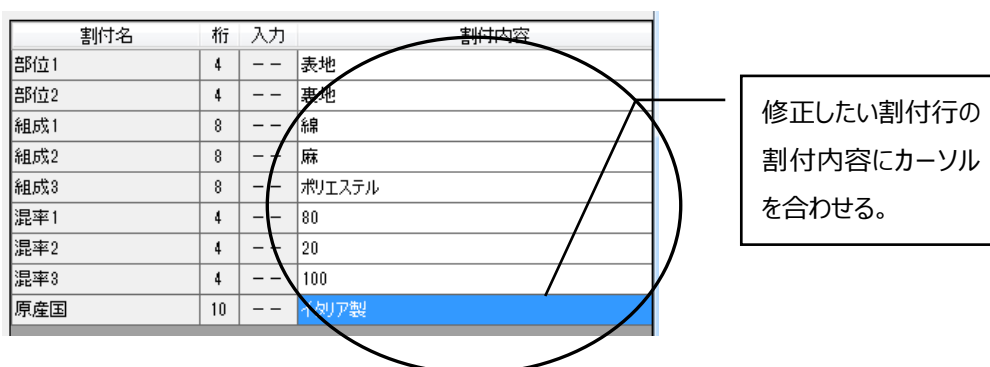 割付名 桁 入力 割付内容
部位1 4 -- 表地
部位2 4 -- 裏地
組成1 8 -- 綿
組成2 8 -- 麻
組成3 8 -- ポリエステル
混率1 4 -- 80
混率2 4 -- 20
混率3 4 -- 100
原産国 10 -- イタリア製
修正したい割付行の
割付内容にカーソル
を合わせる。